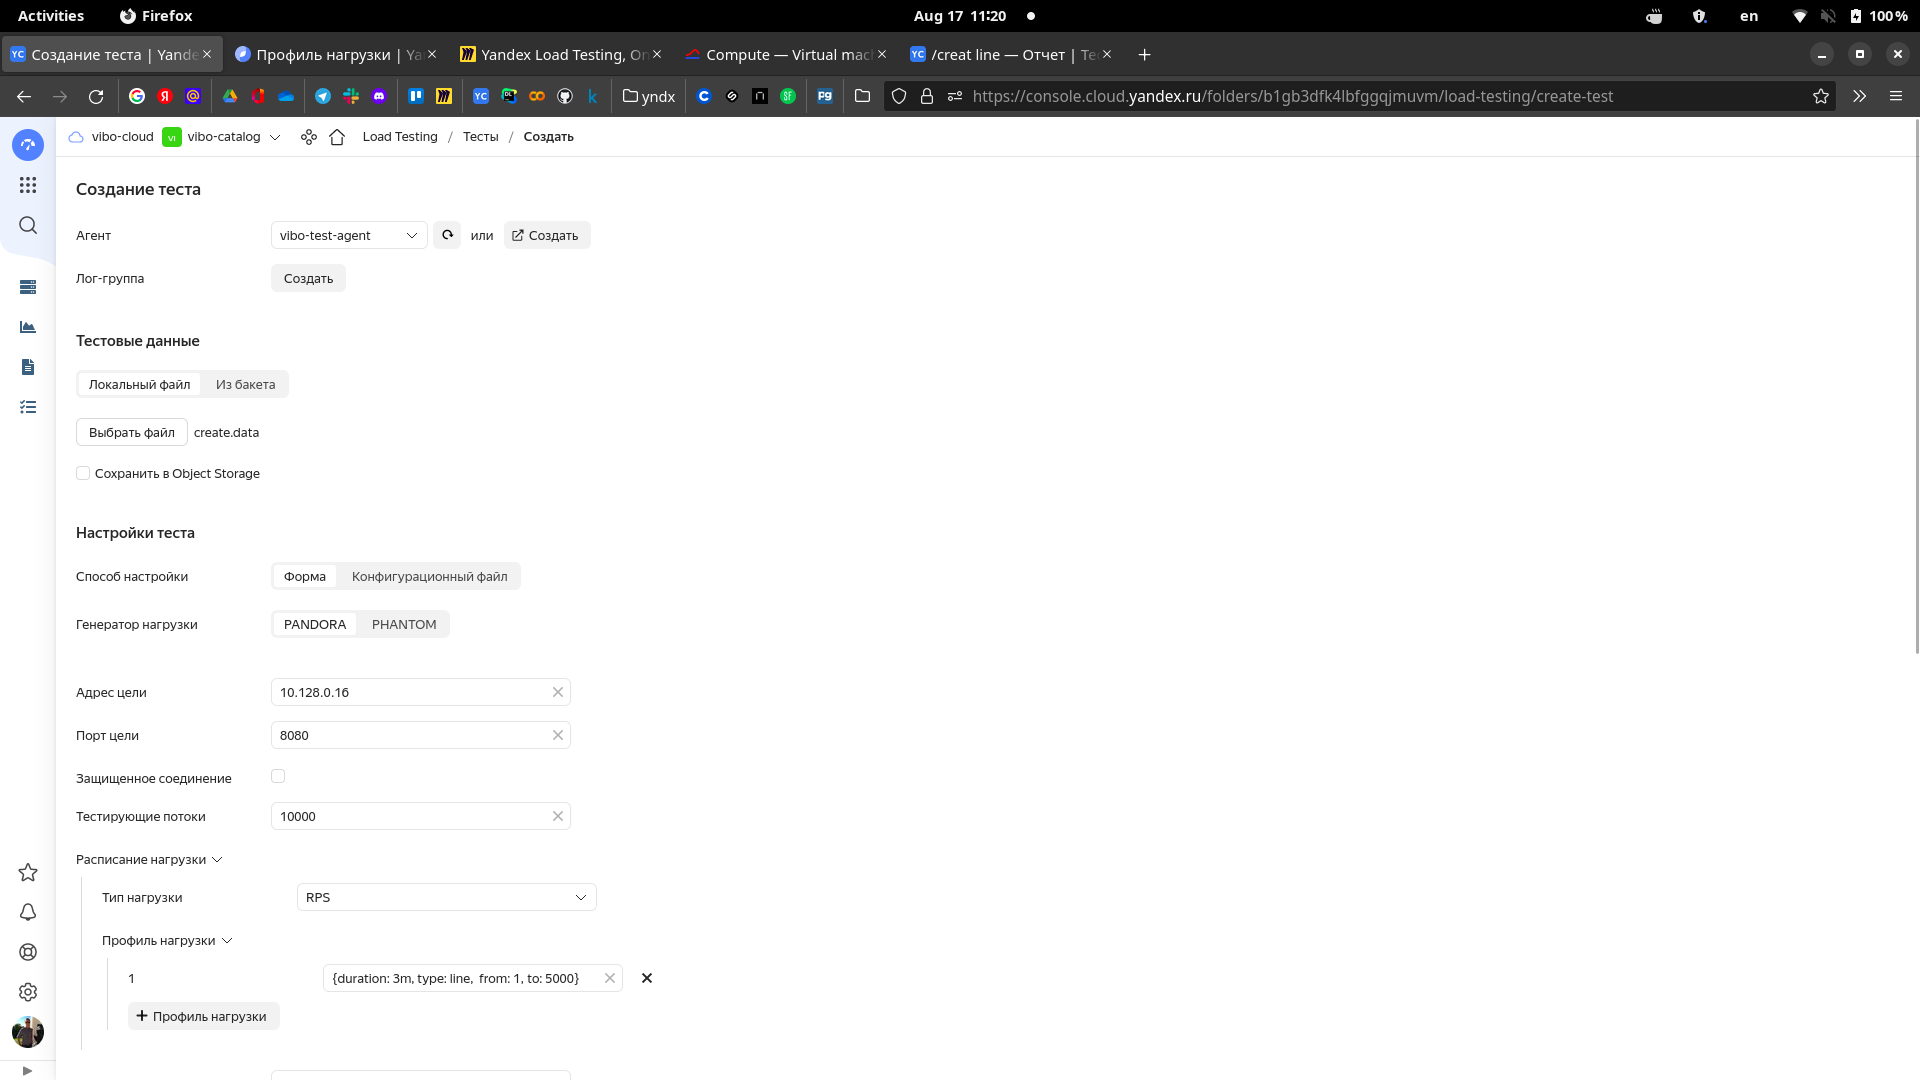 Activities Firefox Aug 17 11:20 en 100 %
Создание теста | Yande Профиль нагрузки | Ya Yandex Load Testing, On Compute — Virtual mac /creat line — Отчет | Te
yndx https://console.cloud.yandex.ru/folders/b1gb3dfk4lbfggqjmuvm/load-testing/create-test
vibo-cloud VI vibo-catalog Load Testing / Тесты / Создать
Создание теста
Агент vibo-test-agent или Создать
Лог-группа Создать
Тестовые данные
Локальный файл Из бакета
Выбрать файл create.data
Сохранить в Object Storage
Настройки теста
Способ настройки Форма Конфигурационный файл
Генератор нагрузки PANDORA PHANTOM
Адрес цели 10.128.0.16
Порт цели 8080
Защищенное соединение
Тестирующие потоки 10000
Расписание нагрузки
Тип нагрузки RPS
Профиль нагрузки
1 {duration: 3m, type: line, from: 1, to: 5000}
+ Профиль нагрузки